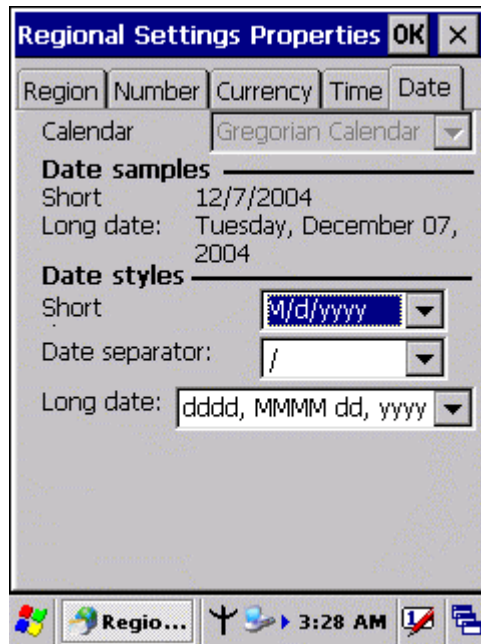 Regional Settings Properties OK ×
Region Number Currency Time Date
Calendar Gregorian Calendar
Date samples
Short 12/7/2004
Long date: Tuesday, December 07,
2004
Date styles
Short M/d/yyyy
Date separator: /
Long date: dddd, MMMM dd, yyyy
Regio... 3:28 AM